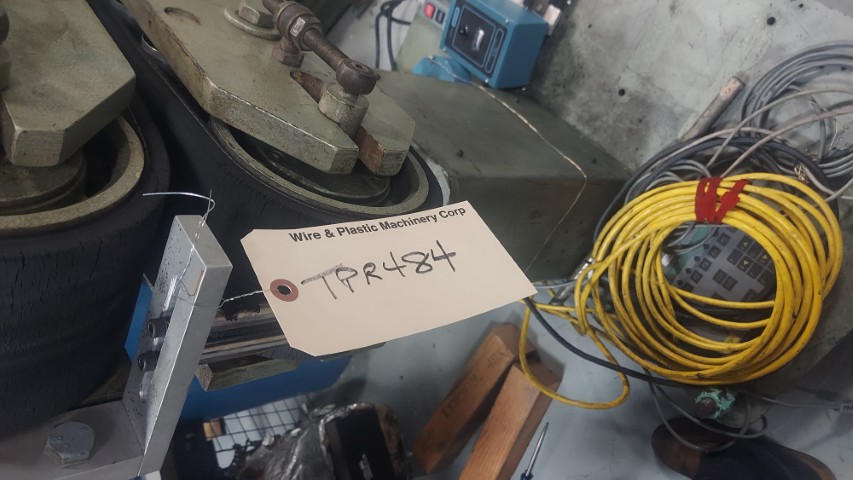 Wire & Plastic Machinery Corp
TPR484